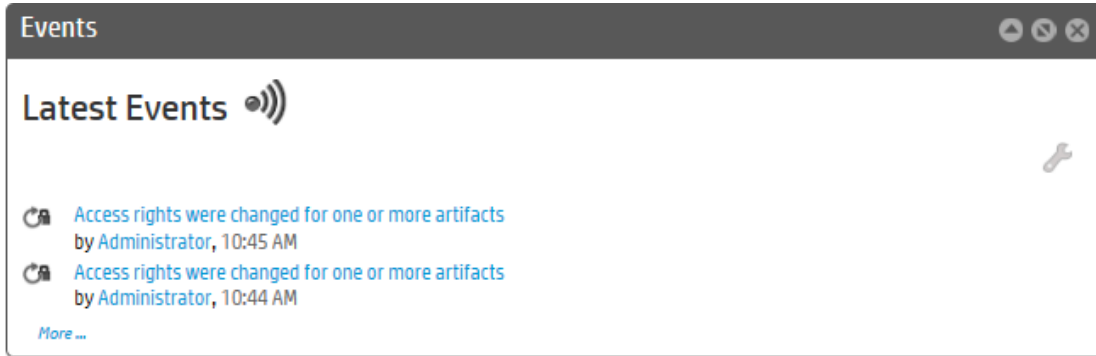 Events
Latest Events
Access rights were changed for one or more artifacts
by Administrator, 10:45 AM
Access rights were changed for one or more artifacts
by Administrator, 10:44 AM
More ...